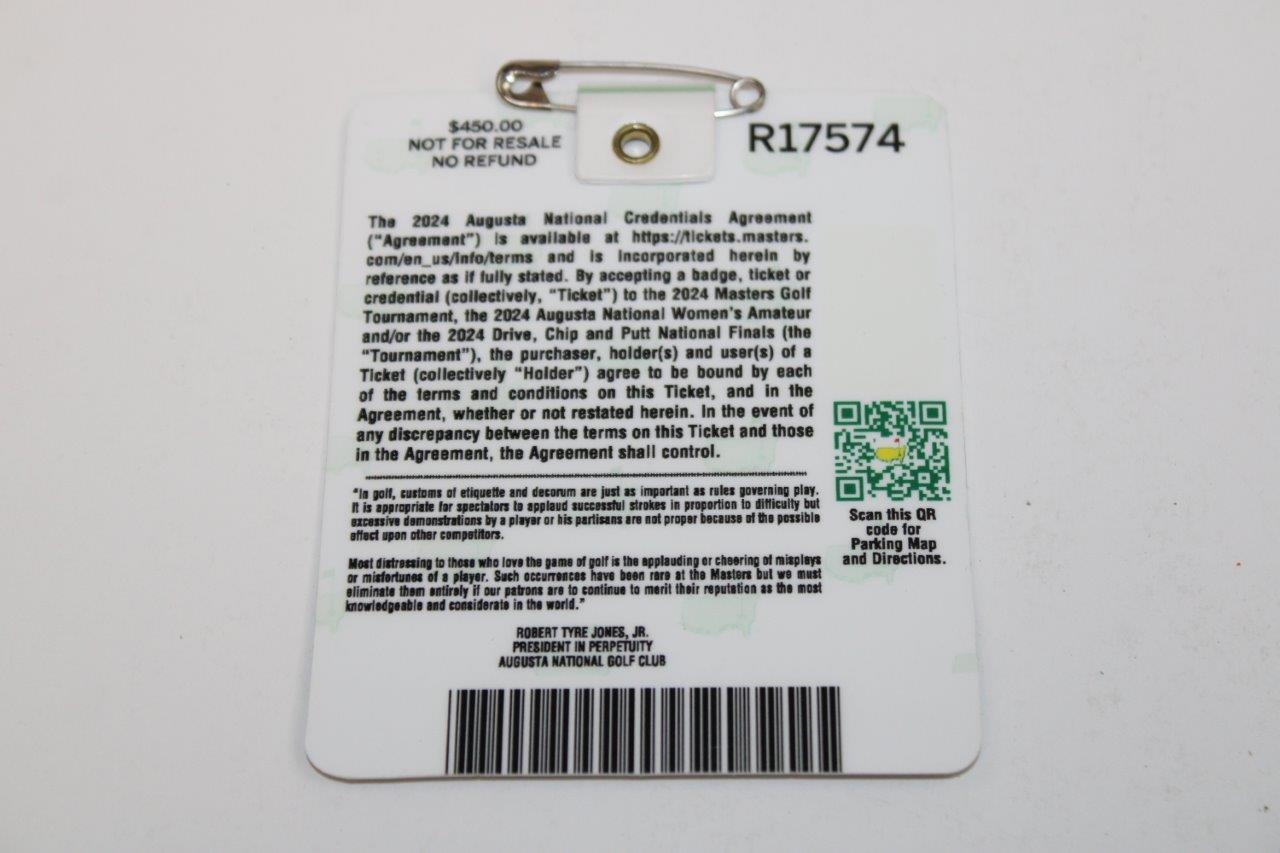 $450.00
NOT FOR RESALE
NO REFUND
R17574
The 2024 Augusta National Credentials Agreement
("Agreement") is available at https://tickets.masters.
com/en_us/info/terms and is incorporated herein by
reference as if fully stated. By accepting a badge, ticket or
credential (collectively, "Ticket") to the 2024 Masters Golf
Tournament, the 2024 Augusta National Women's Amateur
and/or the 2024 Drive, Chip and Putt National Finals (the
"Tournament"), the purchaser, holder(s) and user(s) of a
Ticket (collectively "Holder") agree to be bound by each
of the terms and conditions on this Ticket, and in the
Agreement, whether or not restated herein. In the event of
any discrepancy between the terms on this Ticket and those
in the Agreement, the Agreement shall control.
"In golf, customs of etiquette and decorum are just as important as rules governing play.
It is appropriate for spectators to applaud successful strokes in proportion to difficulty but
excessive demonstrations by a player or his partisans are not proper because of the possible
effect upon other competitors.
Most distressing to those who love the game of golf is the applauding or cheering of misplays
or misfortunes of a player. Such occurrences have been rare at the Masters but we must
eliminate them entirely if our patrons are to continue to merit their reputation as the most
knowledgeable and considerate in the world."
ROBERT TYRE JONES, JR.
PRESIDENT IN PERPETUITY
AUGUSTA NATIONAL GOLF CLUB
Scan this QR
code for
Parking Map
and Directions.